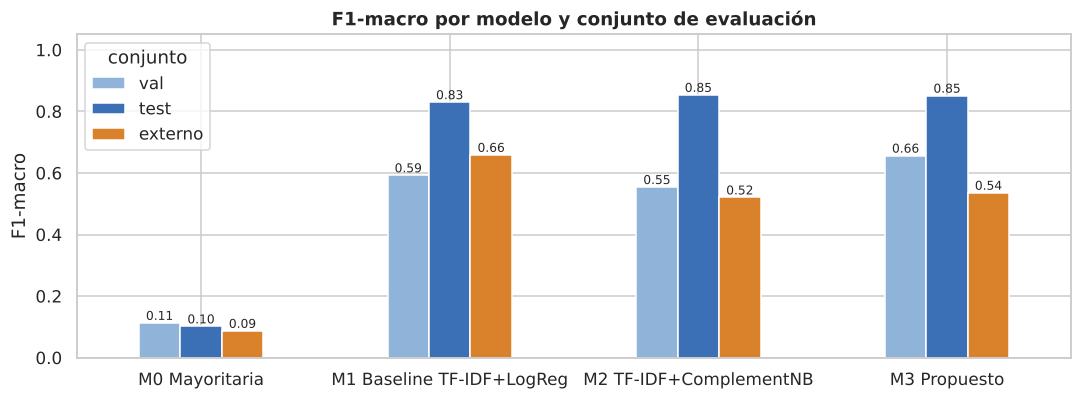 F1-macro por modelo y conjunto de evaluación
conjunto
val
test
externo
F1-macro
1.0
0.8
0.6
0.4
0.2
0.0
0.11 0.10 0.09
0.59 0.83 0.66
0.55 0.85 0.52
0.66 0.85 0.54
M0 Mayoritaria
M1 Baseline TF-IDF+LogReg
M2 TF-IDF+ComplementNB
M3 Propuesto